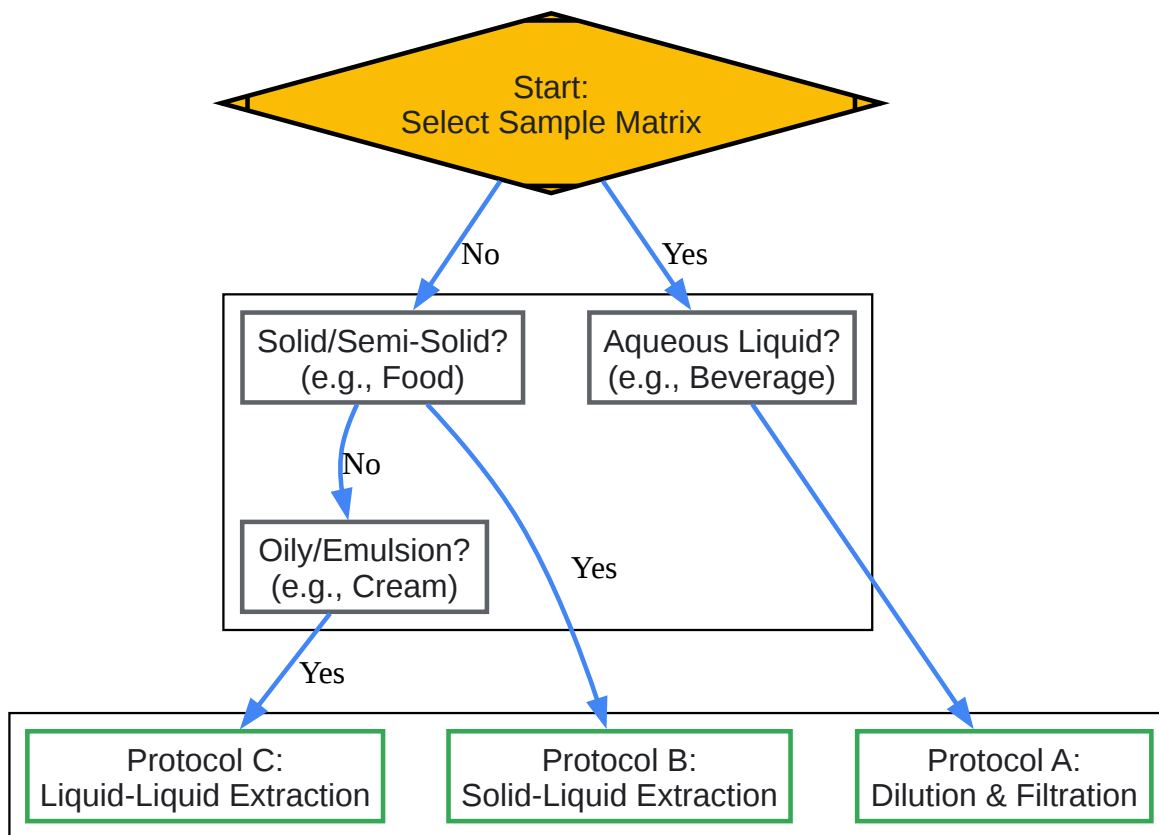 Start:
Select Sample Matrix
No
Yes
Solid/Semi-Solid?
(e.g., Food)
Aqueous Liquid?
(e.g., Beverage)
No
Oily/Emulsion?
(e.g., Cream)
Yes
Yes
Protocol C:
Liquid-Liquid Extraction
Protocol B:
Solid-Liquid Extraction
Protocol A:
Dilution & Filtration